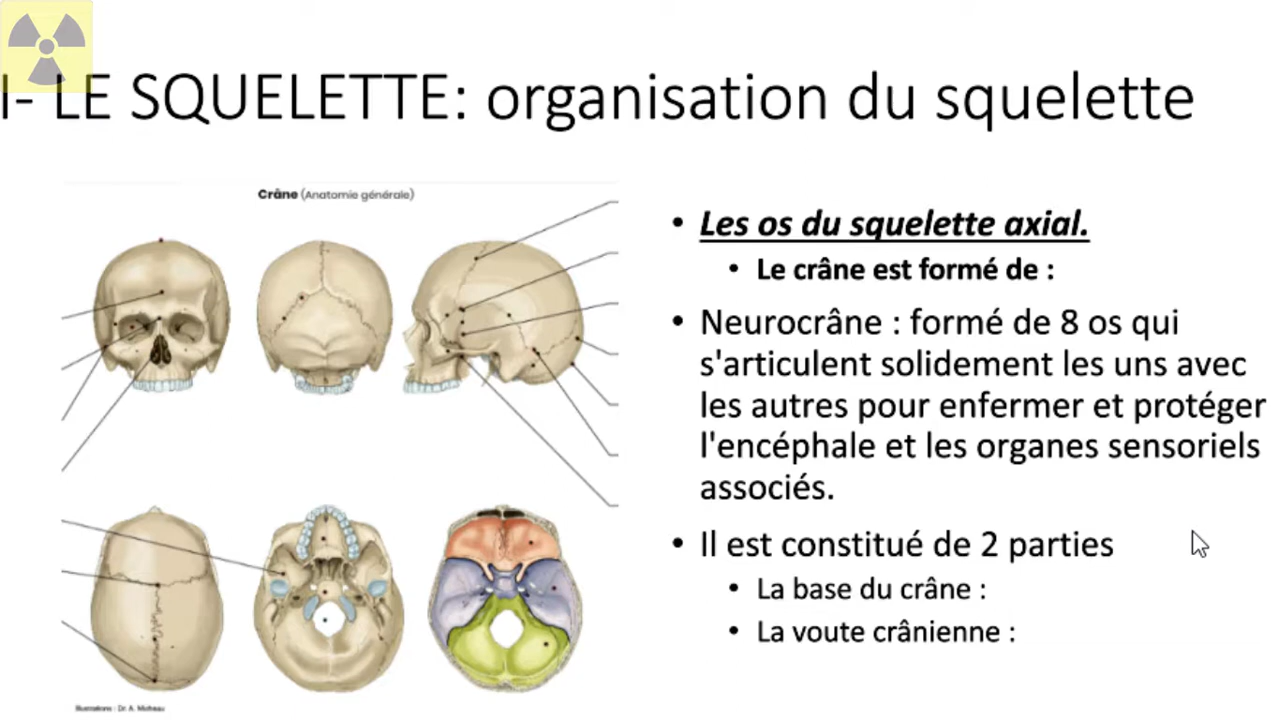 I- LE SQUELETTE: organisation du squelette
Crâne (Anatomie générale)
• Les os du squelette axial.
• Le crâne est formé de :
• Neurocrâne : formé de 8 os qui
s'articulent solidement les uns avec
les autres pour enfermer et protéger
l'encéphale et les organes sensoriels
associés.
• Il est constitué de 2 parties
• La base du crâne :
• La voute crânienne :
Illustrations : Dr. A.